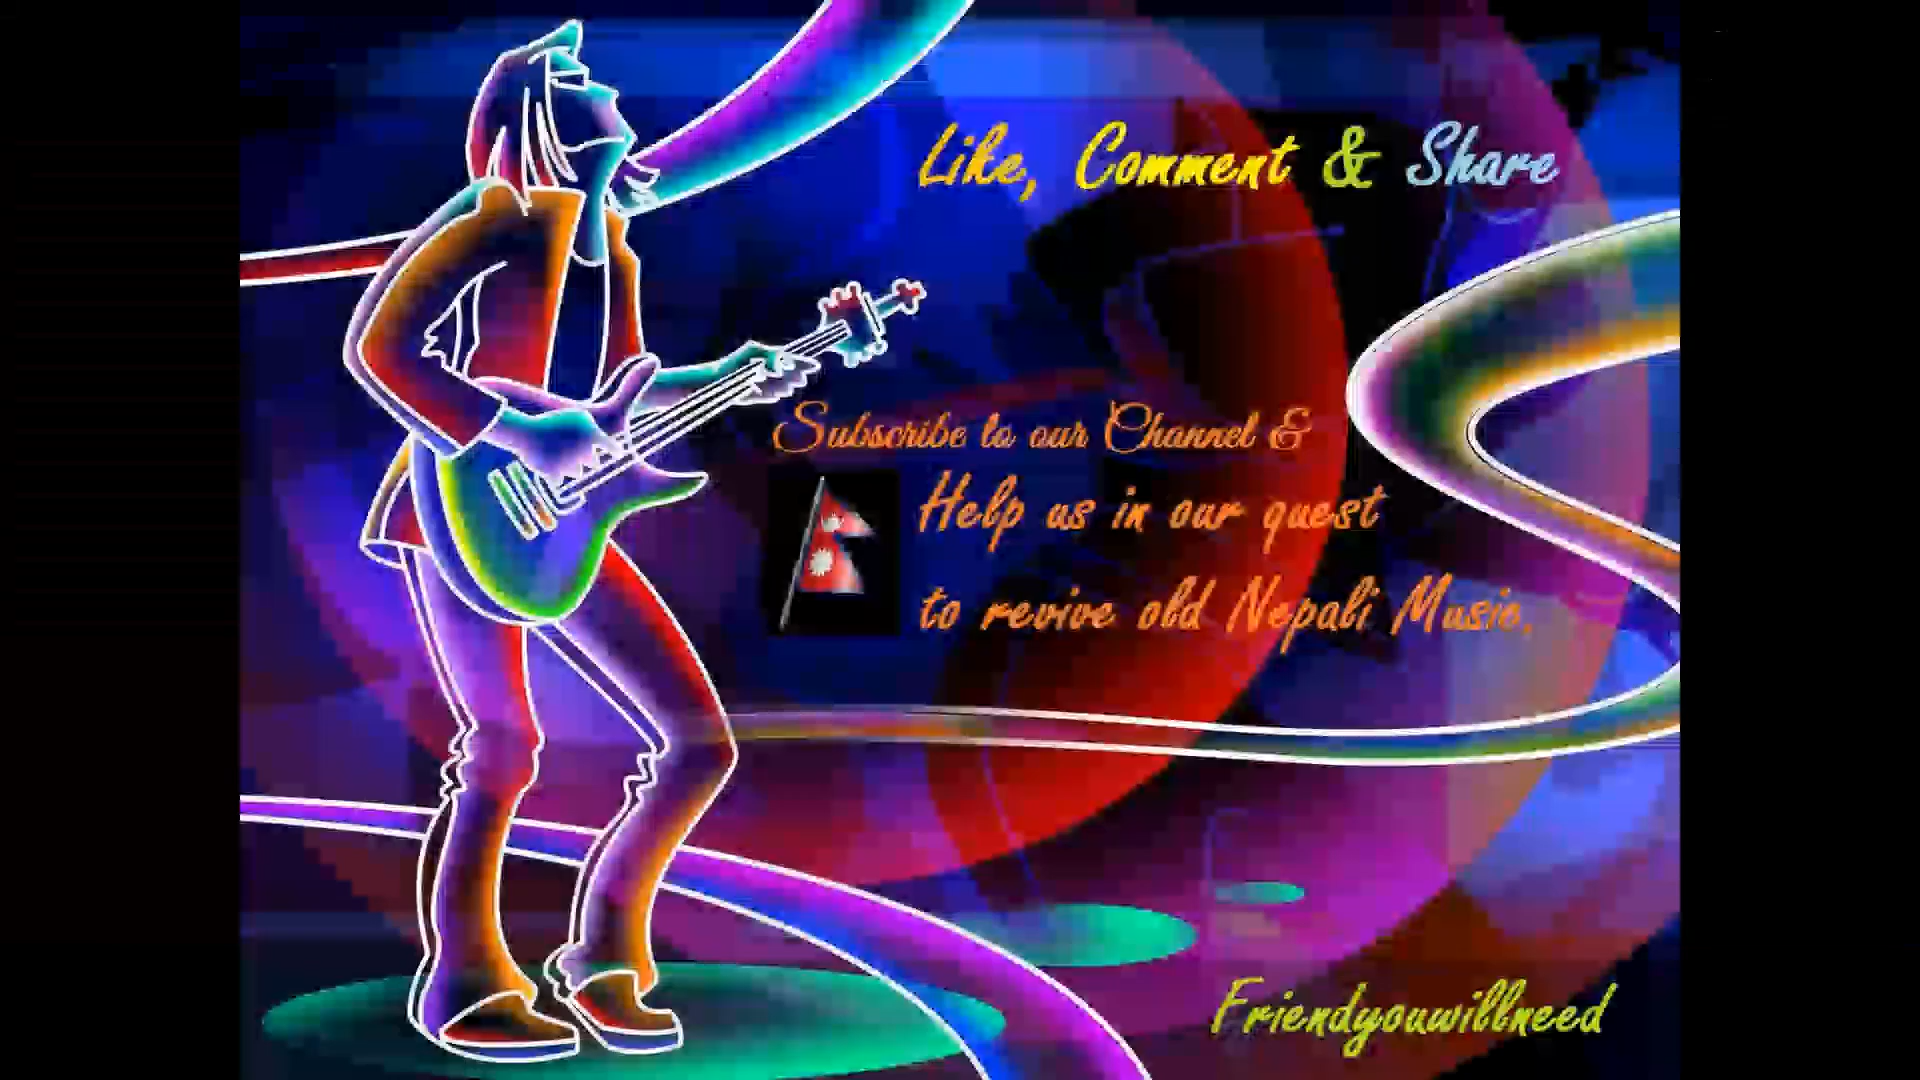 Like, Comment & Share
Subscribe to our Channel &
Help us in our quest
to revive old Nepali Music.
Friendyouwillneed